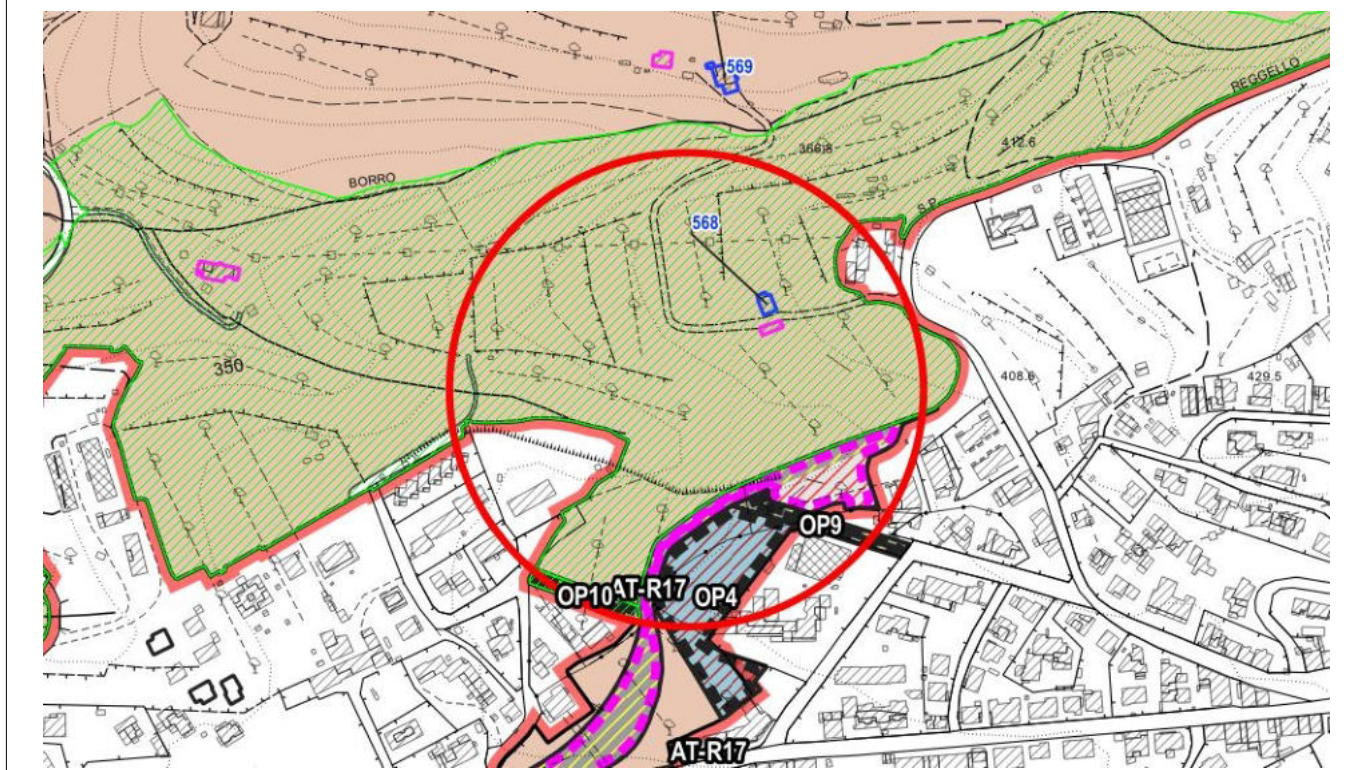 569
REGGELLO
366.8
412.6
BORRO
S.P.
568
350
408.6
429.5
OP9
OP10
AT-R17
OP4
AT-R17